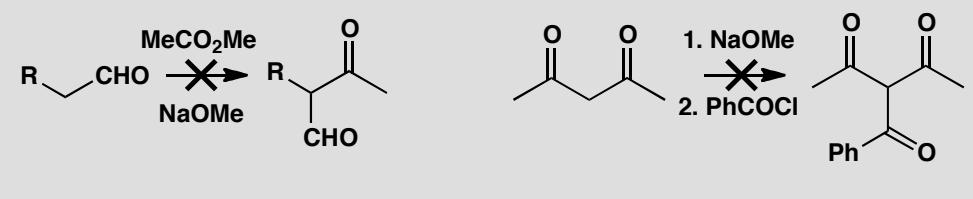 MeCO₂Me
R CHO
NaOMe
R O
CHO
O O
1. NaOMe
2. PhCOCl
O O
Ph O